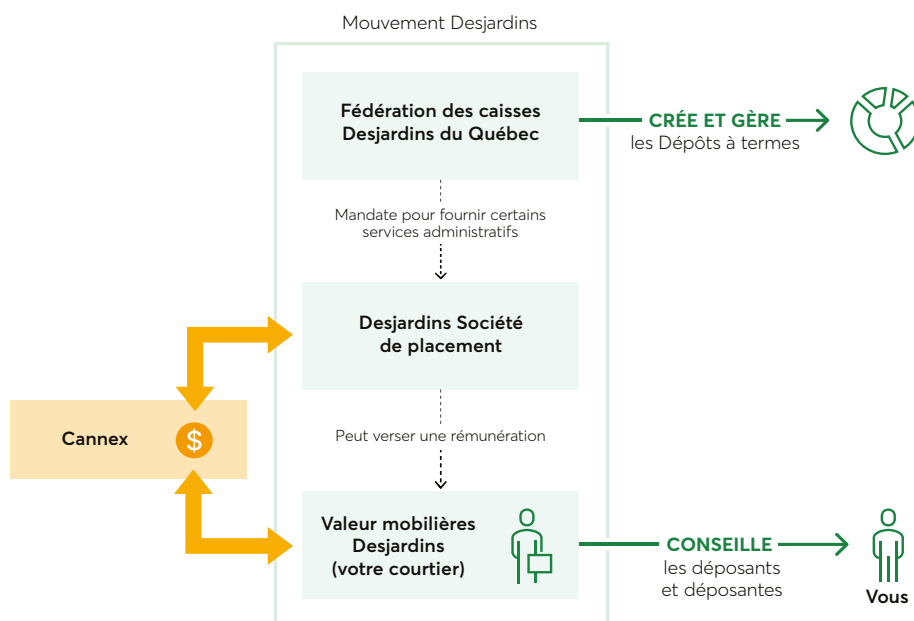 Mouvement Desjardins
Fédération des caisses
Desjardins du Québec
CRÉE ET GÈRE
les Dépôts à termes
Mandate pour fournir certains
services administratifs
Desjardins Société
de placement
Cannex
$
Peut verser une rémunération
Valeur mobilières
Desjardins
(votre courtier)
CONSEILLE
les déposants
et déposantes
Vous